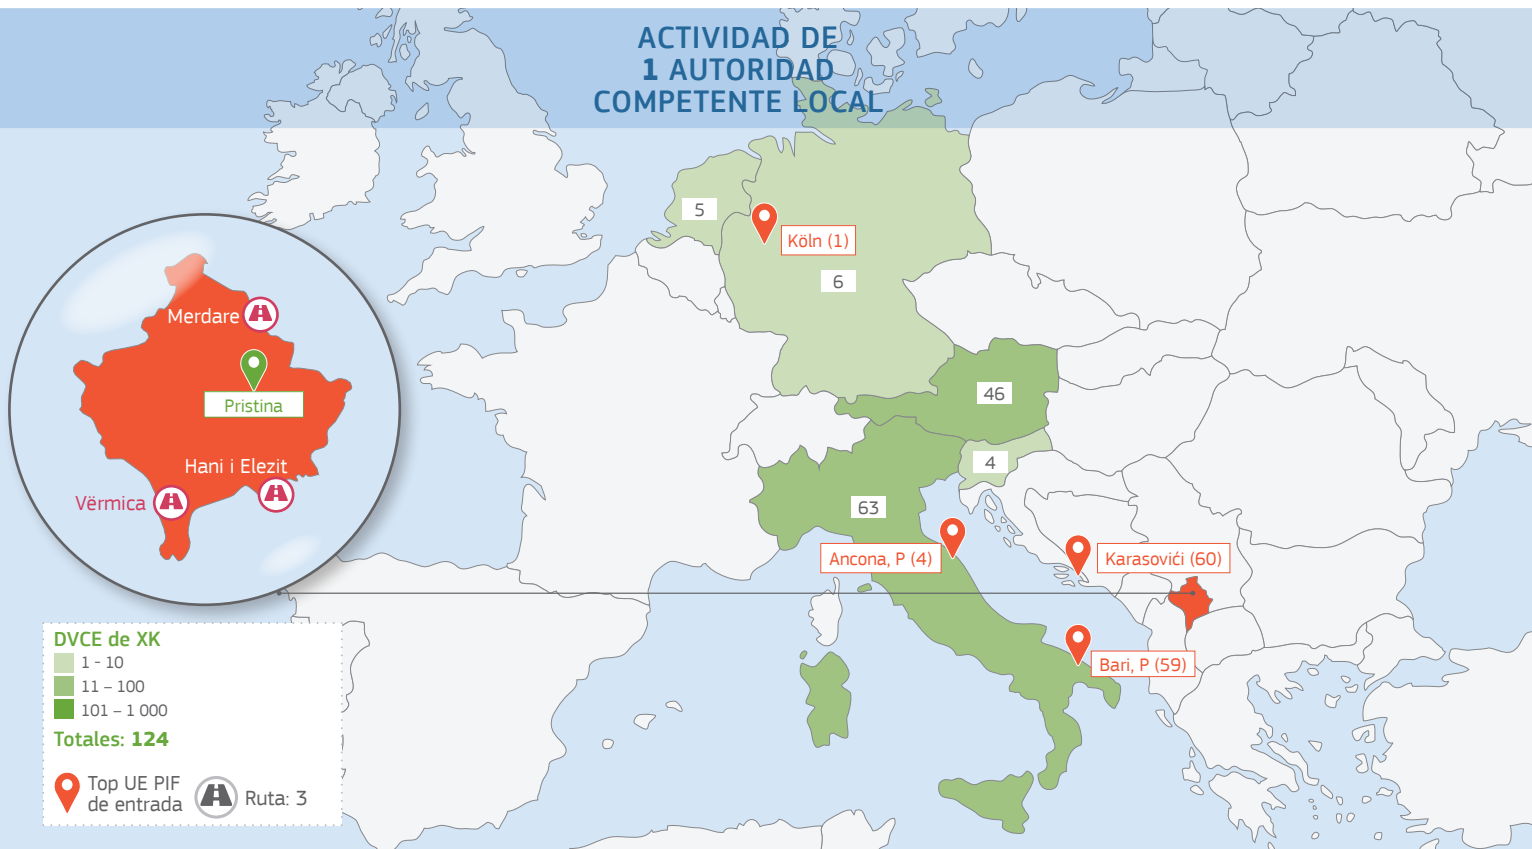 ACTIVIDAD DE
1 AUTORIDAD
COMPETENTE LOCAL
5
Köln (1)
6
Merdare
Pristina
46
Hani i Elezit
4
Vërmica
63
Ancona, P (4)
Karasovići (60)
Bari, P (59)
DVCE de XK
1 - 10
11 – 100
101 – 1 000
Totales: 124
Top UE PIF
de entrada
Ruta: 3